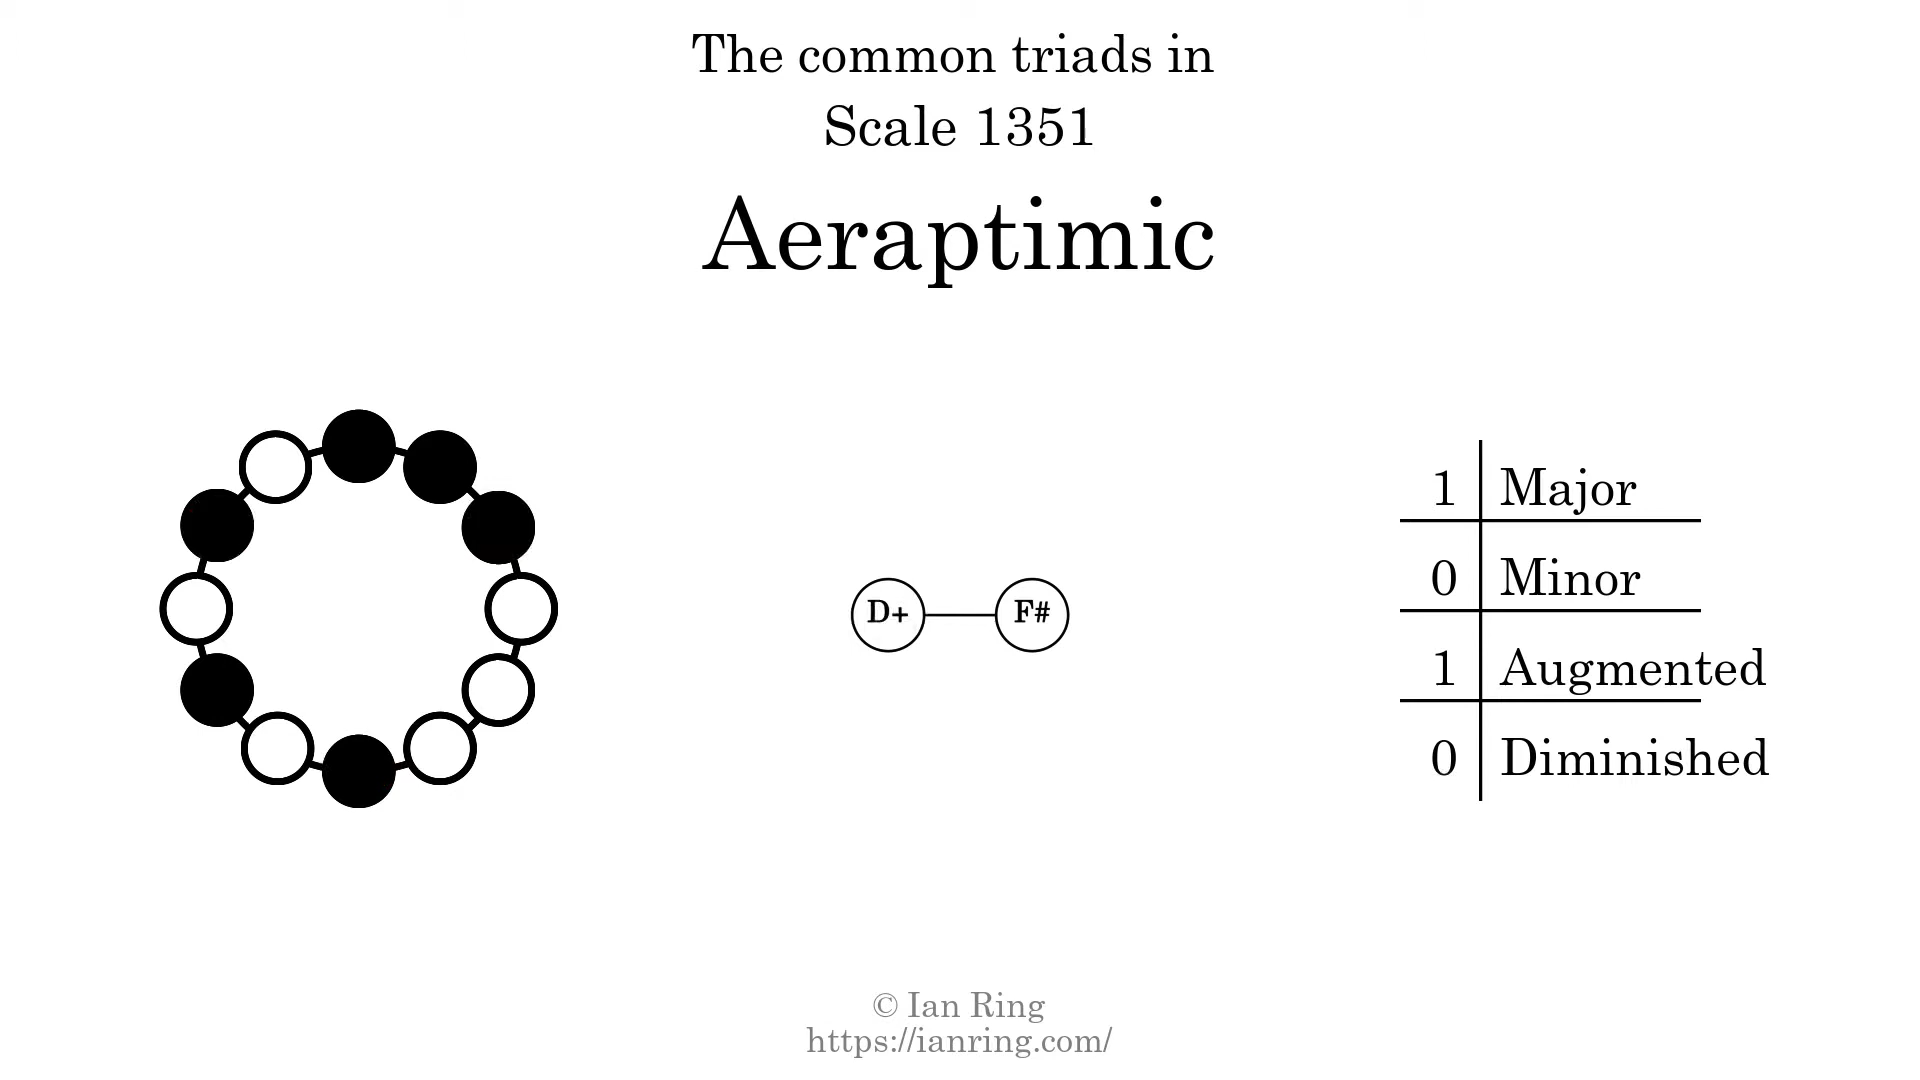 The common triads in
Scale 1351
Aeraptimic
D+ F#
1 Major
0 Minor
1 Augmented
0 Diminished
© Ian Ring
https://ianring.com/